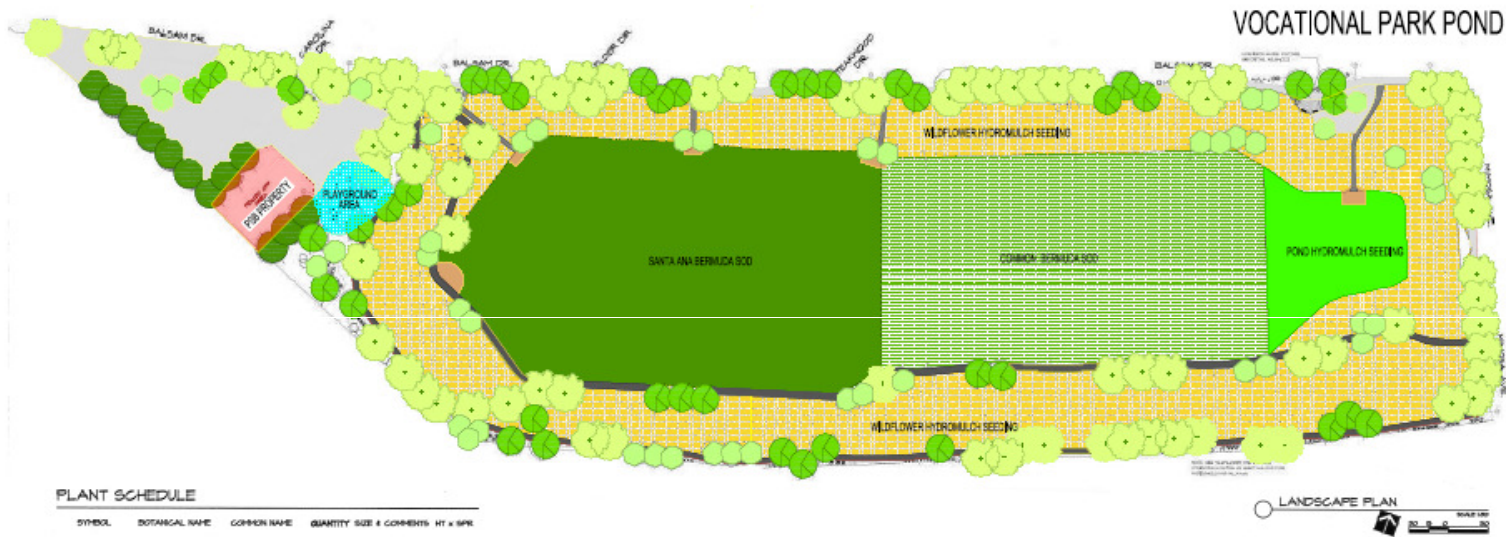 VOCATIONAL PARK POND
BALSAM DR.
CAROLINA DR.
BALSAM DR.
TEAKWOOD DR.
BALSAM DR.
WILDFLOWER HYDROMULCH SEEDING
PSB PROPERTY
PLAYGROUND
AREA
SANTA ANA BERMUDA SOD
COMMON BERMUDA SOD
POND HYDROMULCH SEEDING
WILDFLOWER HYDROMULCH SEEDING
PLANT SCHEDULE
SYMBOL BOTANICAL NAME COMMON NAME QUANTITY SIZE & COMMENTS HT x SPR
LANDSCAPE PLAN